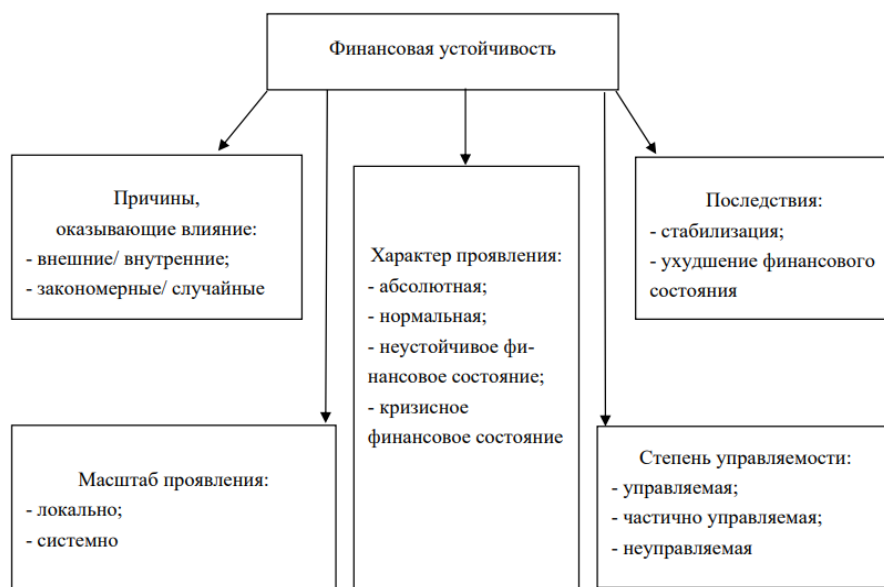 Финансовая устойчивость
Причины,
оказывающие влияние:
- внешние/ внутренние;
- закономерные/ случайные
Характер проявления:
- абсолютная;
- нормальная;
- неустойчивое фи-
нансовое состояние;
- кризисное
финансовое состояние
Последствия:
- стабилизация;
- ухудшение финансового
состояния
Масштаб проявления:
- локально;
- системно
Степень управляемости:
- управляемая;
- частично управляемая;
- неуправляемая